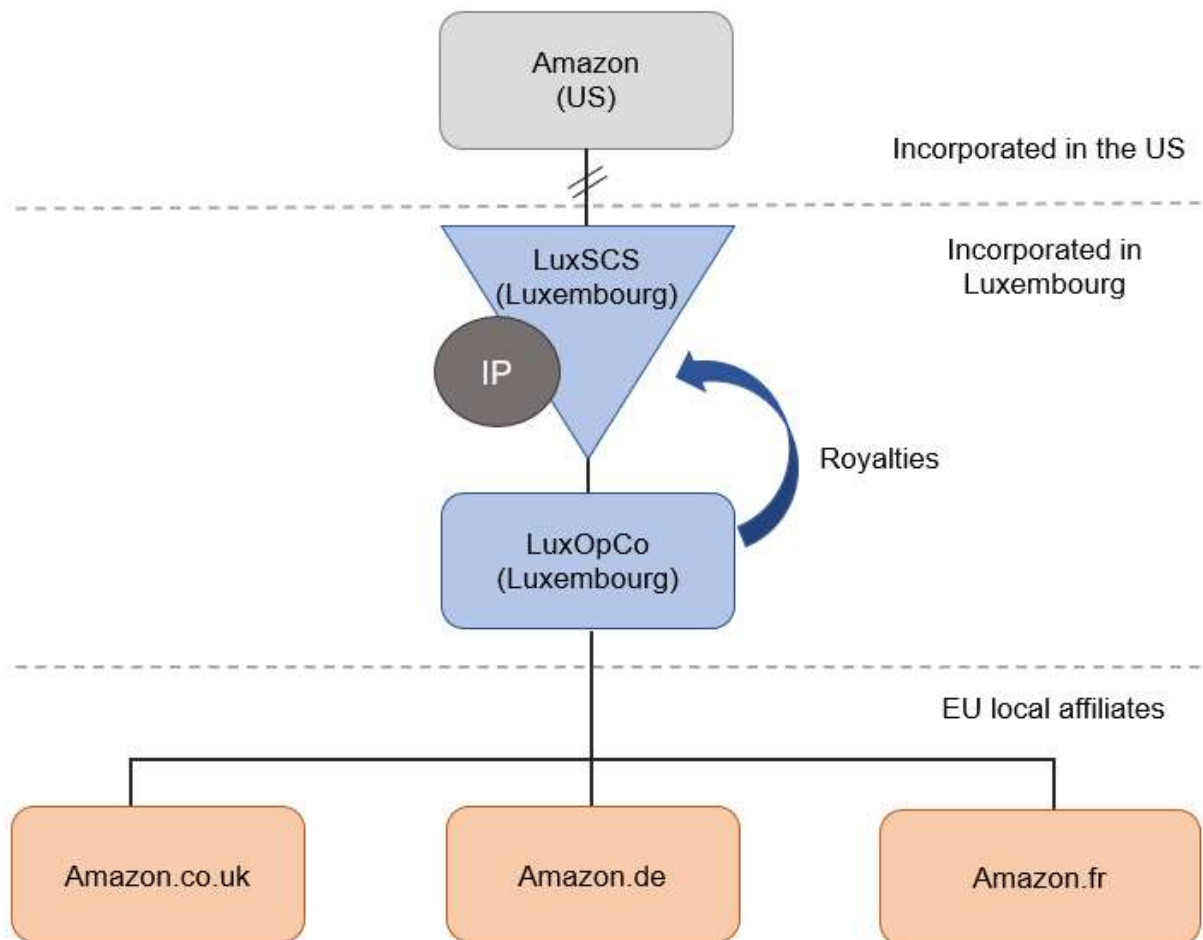 Amazon
(US)
Incorporated in the US
Incorporated in
Luxembourg
LuxSCS
(Luxembourg)
IP
Royalties
LuxOpCo
(Luxembourg)
EU local affiliates
Amazon.co.uk
Amazon.de
Amazon.fr